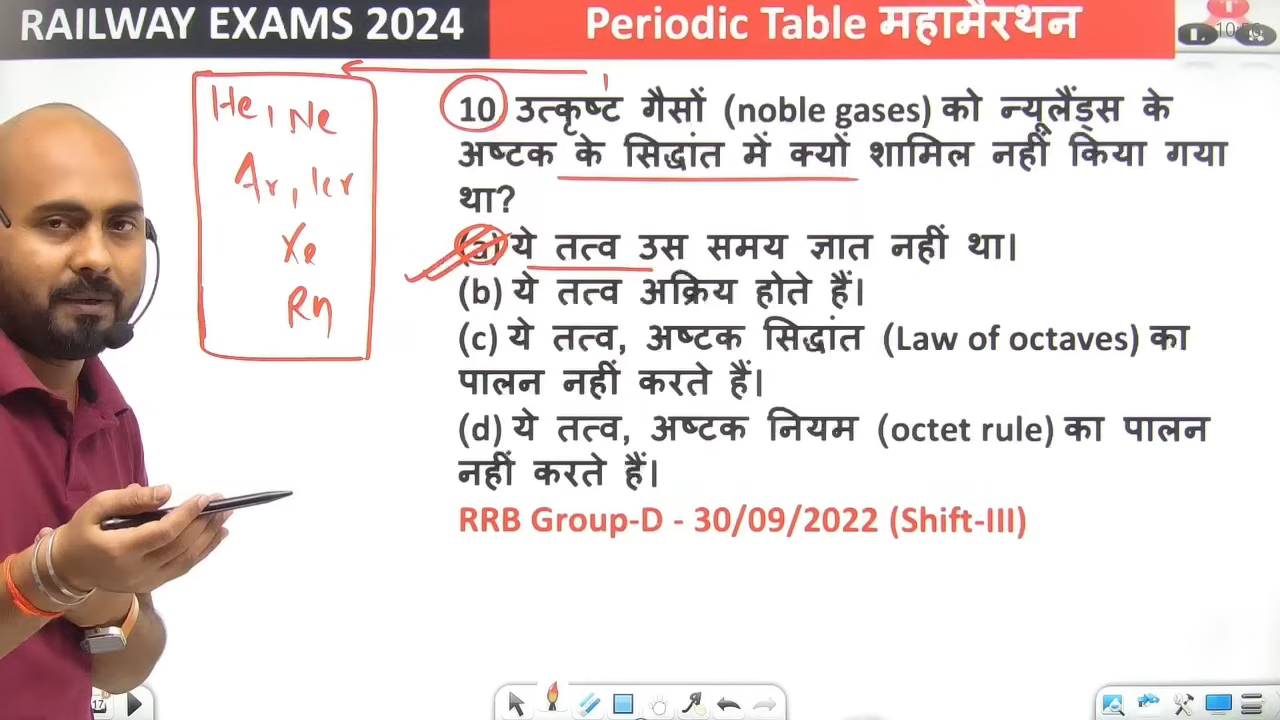 RAILWAY EXAMS 2024
Periodic Table महामैरथन
He, Ne
Ar, Kr
Xe
Rn
10. उत्कृष्ट गैसों (noble gases) को न्यूलैंड्स के
अष्टक के सिद्धांत में क्यों शामिल नहीं किया गया
था?
(a) ये तत्व उस समय ज्ञात नहीं था।
(b) ये तत्व अक्रिय होते हैं।
(c) ये तत्व, अष्टक सिद्धांत (Law of octaves) का
पालन नहीं करते हैं।
(d) ये तत्व, अष्टक नियम (octet rule) का पालन
नहीं करते हैं।
RRB Group-D - 30/09/2022 (Shift-III)
17